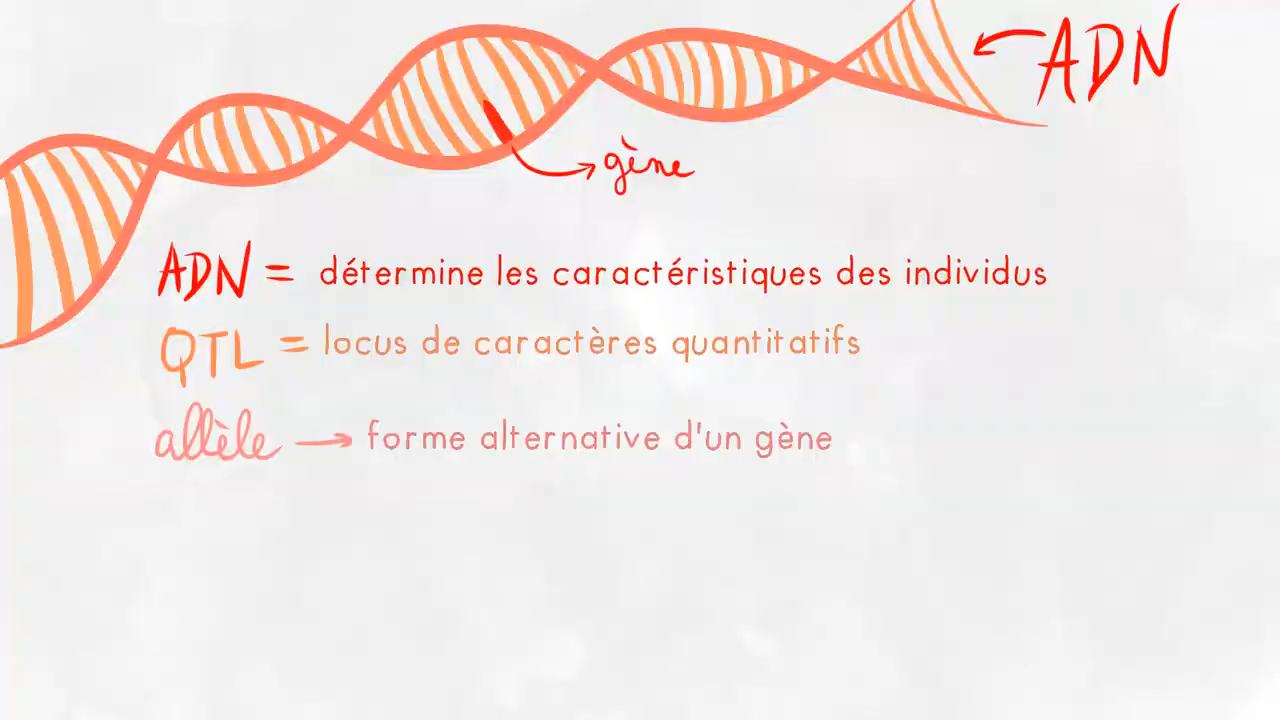 ADN
gène
ADN = détermine les caractéristiques des individus
QTL = locus de caractères quantitatifs
allèle → forme alternative d'un gène